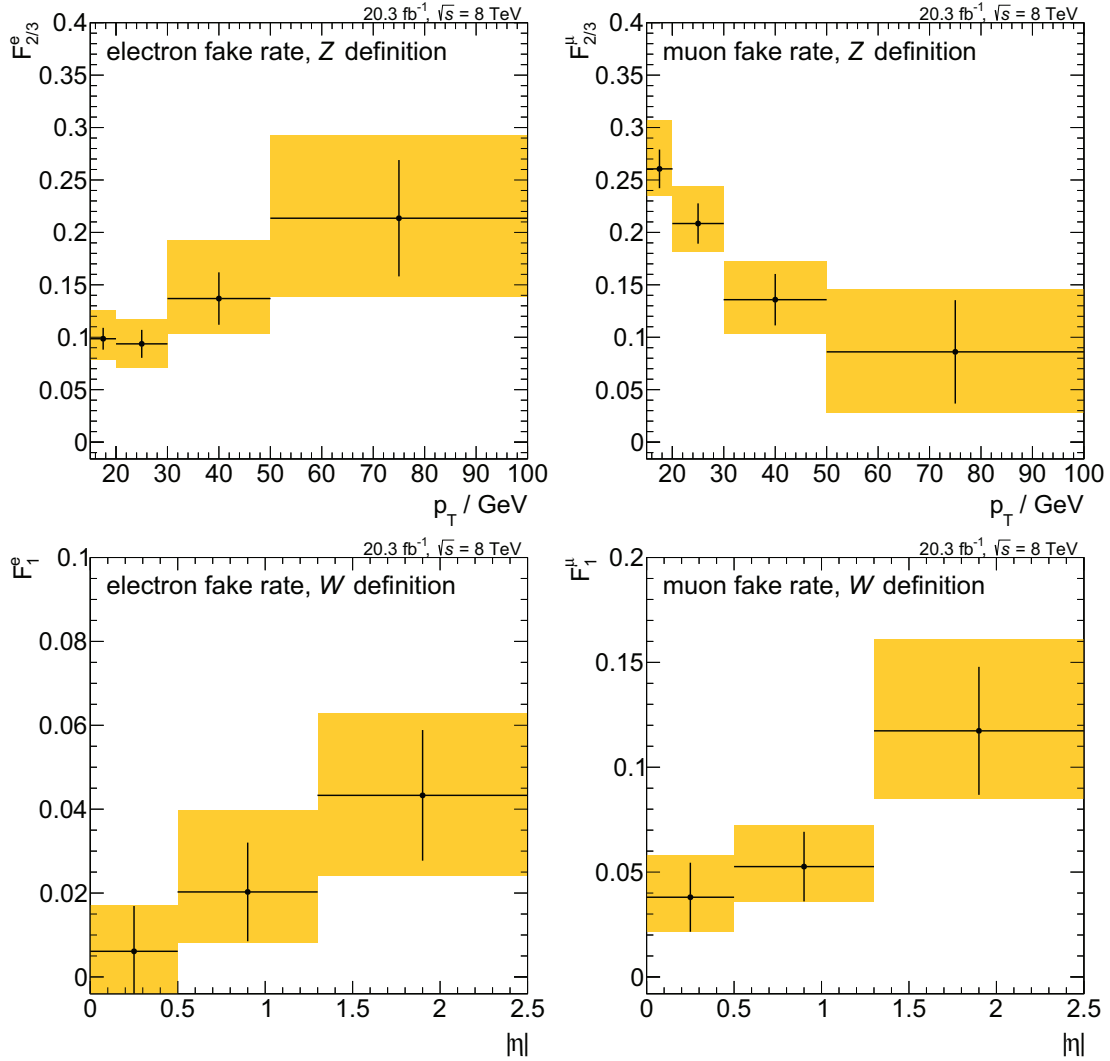 20.3 fb⁻¹, √s = 8 TeV
electron fake rate, Z definition
F^e_2/3
0.4
0.35
0.3
0.25
0.2
0.15
0.1
0.05
0
20 30 40 50 60 70 80 90 100
p_T / GeV
20.3 fb⁻¹, √s = 8 TeV
muon fake rate, Z definition
F^μ_2/3
0.4
0.35
0.3
0.25
0.2
0.15
0.1
0.05
0
20 30 40 50 60 70 80 90 100
p_T / GeV
20.3 fb⁻¹, √s = 8 TeV
electron fake rate, W definition
F^e_1
0.1
0.08
0.06
0.04
0.02
0
0 0.5 1 1.5 2 2.5
|η|
20.3 fb⁻¹, √s = 8 TeV
muon fake rate, W definition
F^μ_1
0.2
0.15
0.1
0.05
0
0 0.5 1 1.5 2 2.5
|η|